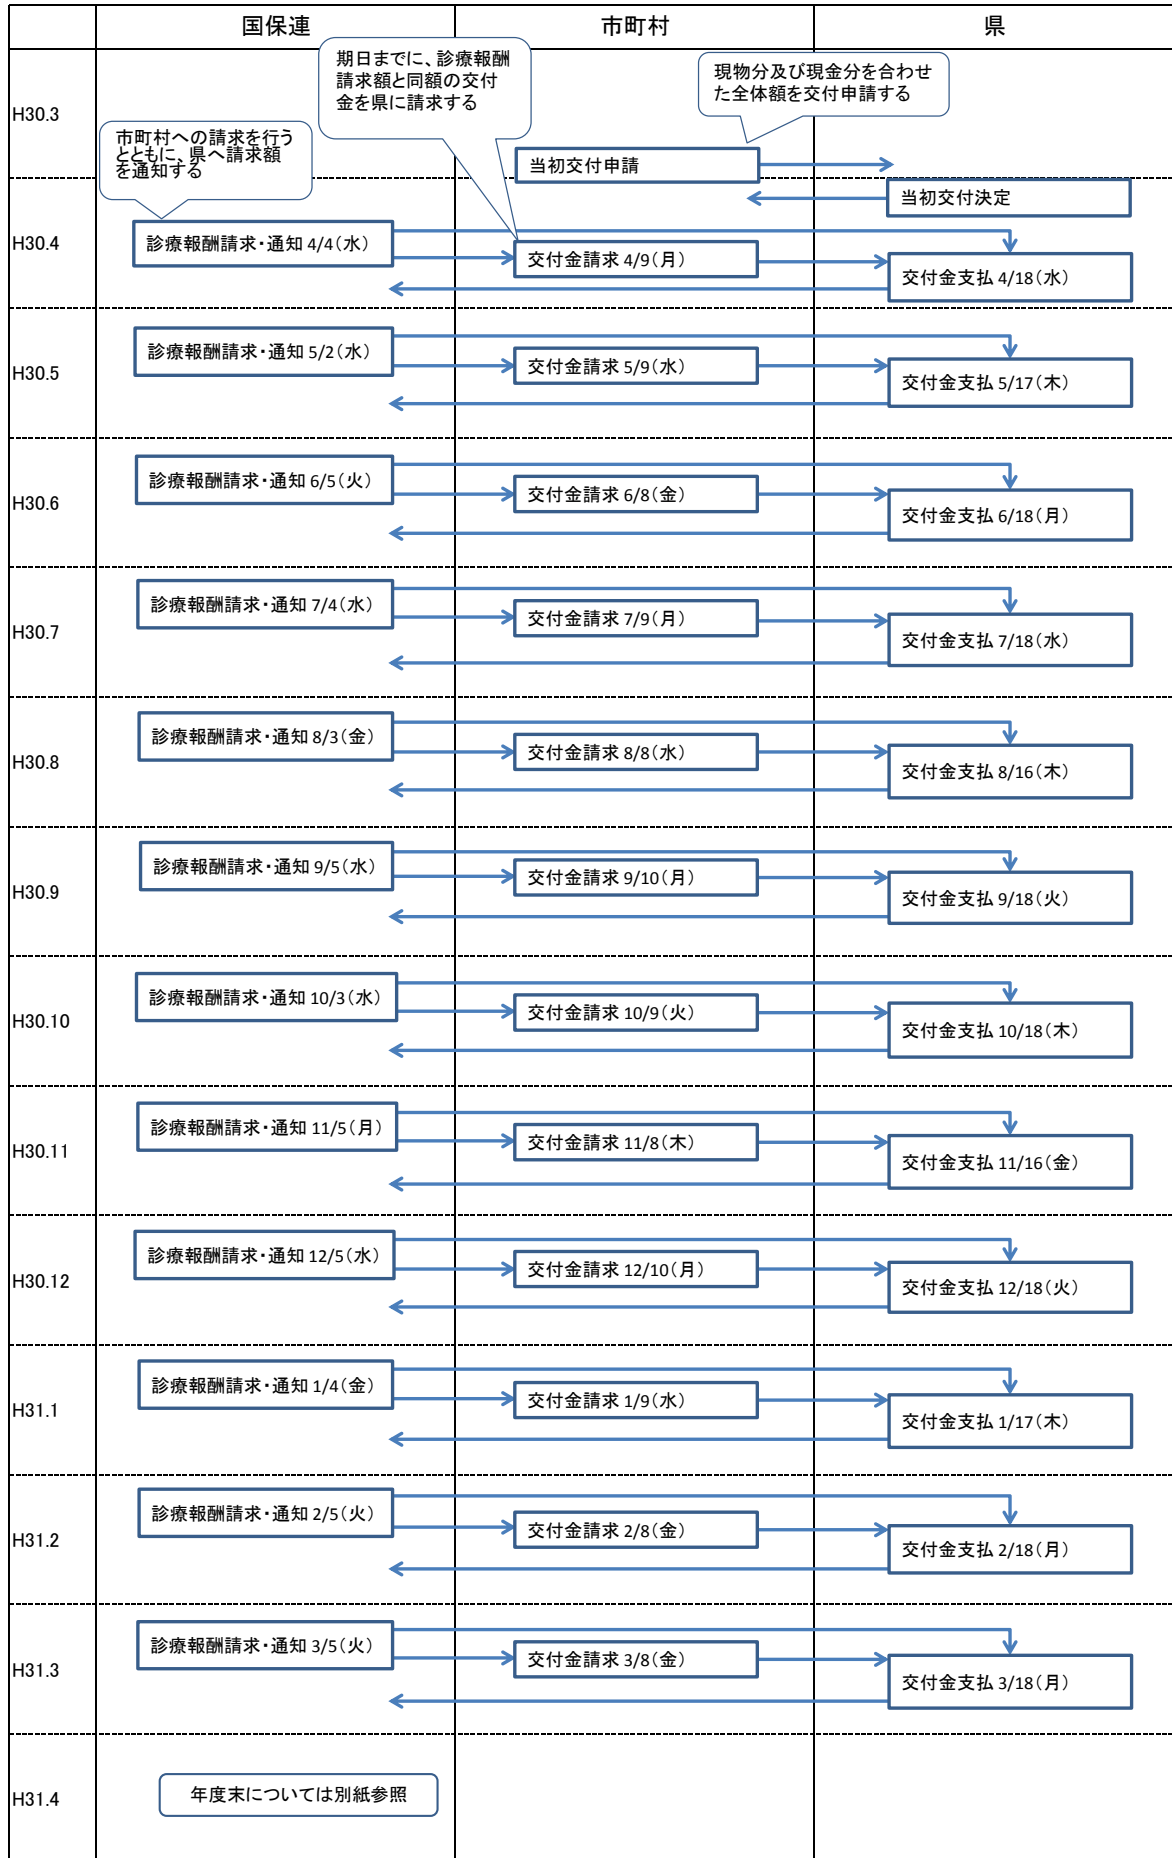 国保連
市町村
県
H30.3
期日までに、診療報酬
請求額と同額の交付
金を県に請求する
現物分及び現金分を合わせ
た全体額を交付申請する
市町村への請求を行う
とともに、県へ請求額
を通知する
当初交付申請
当初交付決定
H30.4
診療報酬請求・通知 4/4(水)
交付金請求 4/9(月)
交付金支払 4/18(水)
H30.5
診療報酬請求・通知 5/2(水)
交付金請求 5/9(水)
交付金支払 5/17(木)
H30.6
診療報酬請求・通知 6/5(火)
交付金請求 6/8(金)
交付金支払 6/18(月)
H30.7
診療報酬請求・通知 7/4(水)
交付金請求 7/9(月)
交付金支払 7/18(水)
H30.8
診療報酬請求・通知 8/3(金)
交付金請求 8/8(水)
交付金支払 8/16(木)
H30.9
診療報酬請求・通知 9/5(水)
交付金請求 9/10(月)
交付金支払 9/18(火)
H30.10
診療報酬請求・通知 10/3(水)
交付金請求 10/9(火)
交付金支払 10/18(木)
H30.11
診療報酬請求・通知 11/5(月)
交付金請求 11/8(木)
交付金支払 11/16(金)
H30.12
診療報酬請求・通知 12/5(水)
交付金請求 12/10(月)
交付金支払 12/18(火)
H31.1
診療報酬請求・通知 1/4(金)
交付金請求 1/9(水)
交付金支払 1/17(木)
H31.2
診療報酬請求・通知 2/5(火)
交付金請求 2/8(金)
交付金支払 2/18(月)
H31.3
診療報酬請求・通知 3/5(火)
交付金請求 3/8(金)
交付金支払 3/18(月)
H31.4
年度末については別紙参照